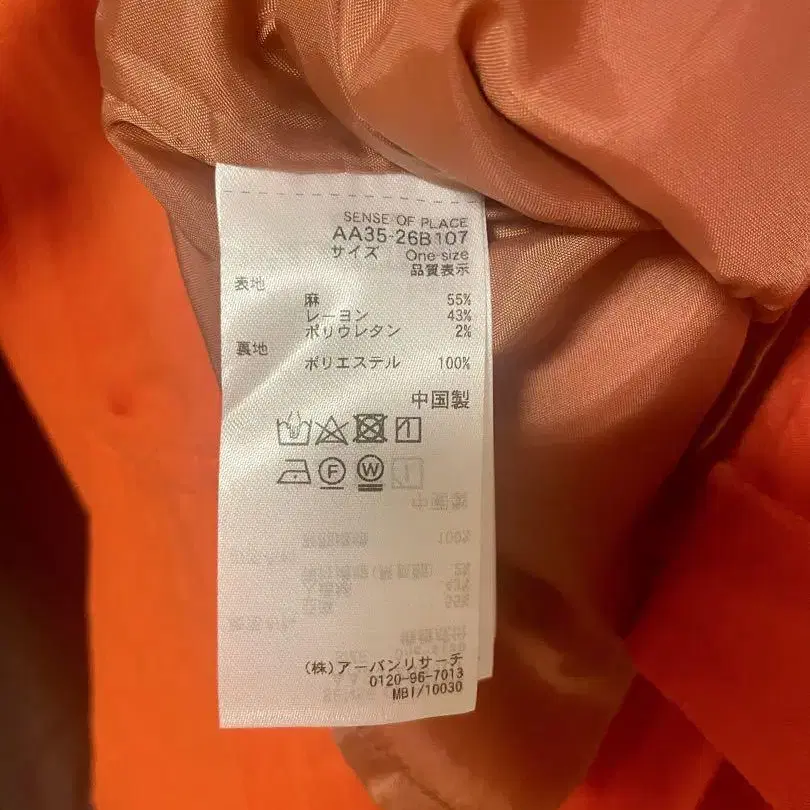 SENSE OF PLACE
AA35-26B107
サイズ One size
品質表示
表地
麻 55%
レーヨン 43%
ポリウレタン 2%
裏地
ポリエステル 100%
中国製
F W
(株)アーバンリサーチ
0120-96-7013
MBI/10030